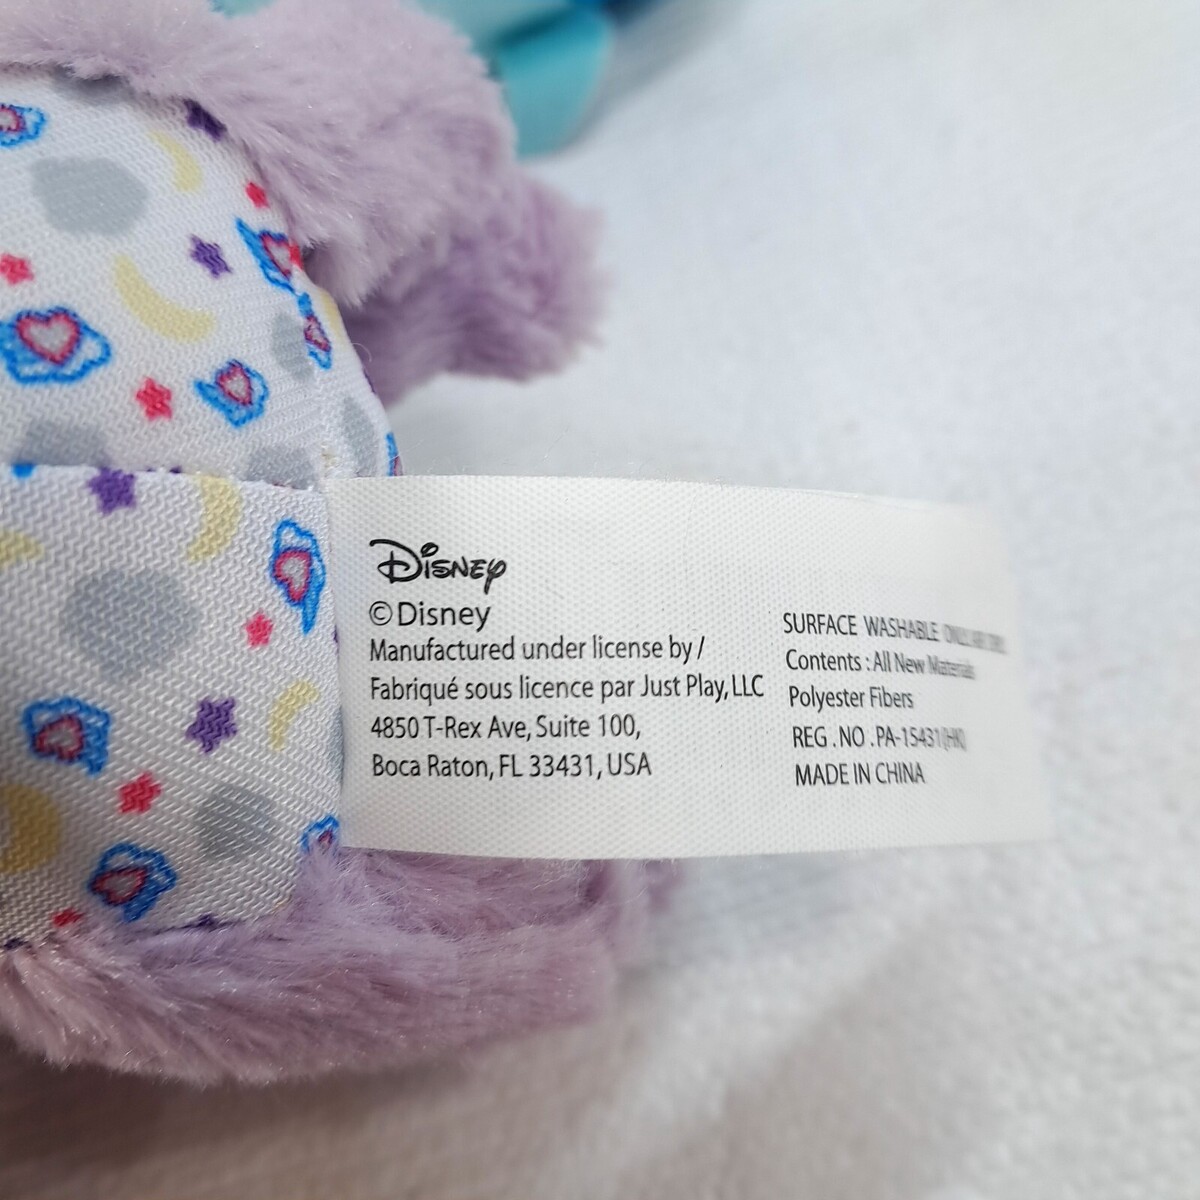 Disney
©Disney
Manufactured under license by /
Fabriqué sous licence par Just Play, LLC
4850 T-Rex Ave, Suite 100,
Boca Raton, FL 33431, USA
SURFACE WASHABLE
Contents : All New Materials
Polyester Fibers
REG . NO . PA-15431(HK)
MADE IN CHINA